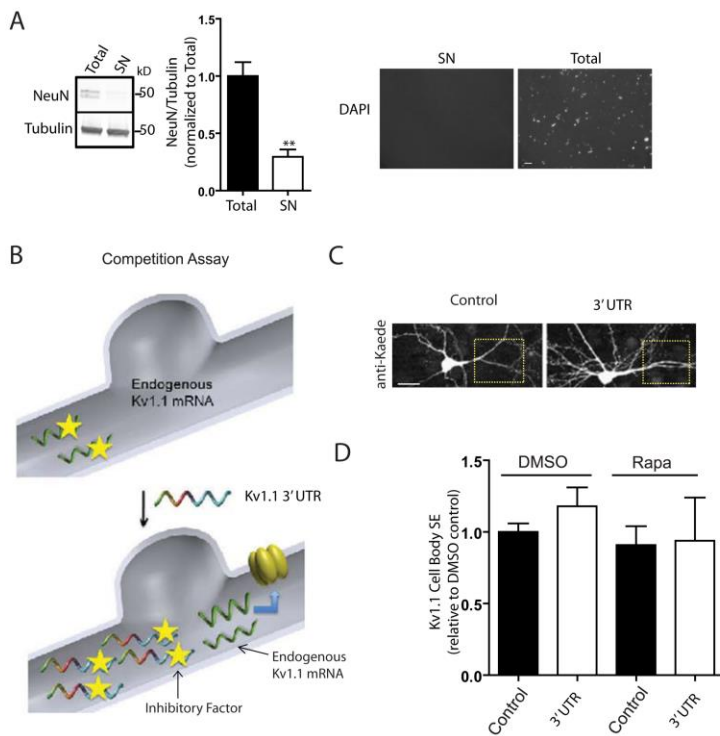 A
Total
SN
kD
NeuN
50
Tubulin
50
NeuN/Tubulin
(normalized to Total)
1.0
0.5
0.0
**
Total
SN
SN
Total
DAPI
B
Competition Assay
Endogenous
Kv1.1 mRNA
Kv1.1 3' UTR
Endogenous
Kv1.1 mRNA
Inhibitory Factor
C
Control
3' UTR
anti-Kaede
D
DMSO
Rapa
Kv1.1 Cell Body SE
(relative to DMSO control)
1.5
1.0
0.5
0.0
Control
3' UTR
Control
3' UTR